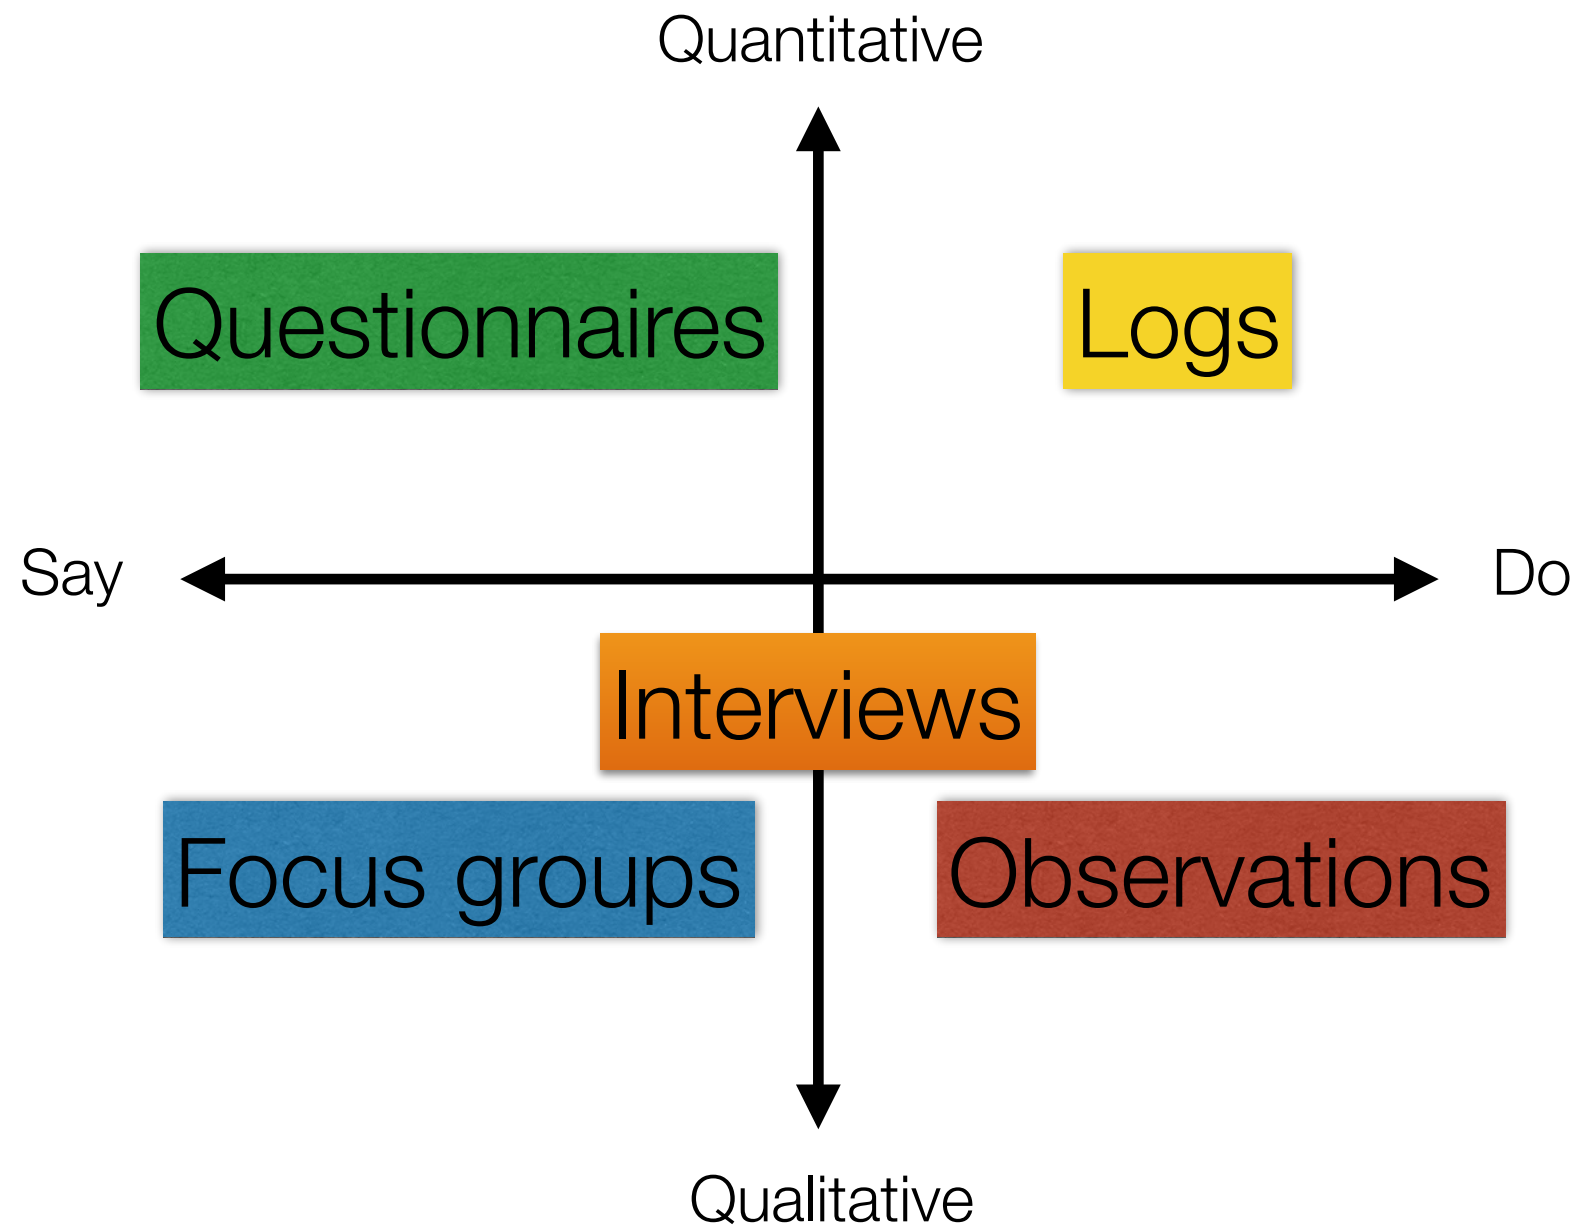 Quantitative
Questionnaires
Logs
Say
Do
Interviews
Focus groups
Observations
Qualitative